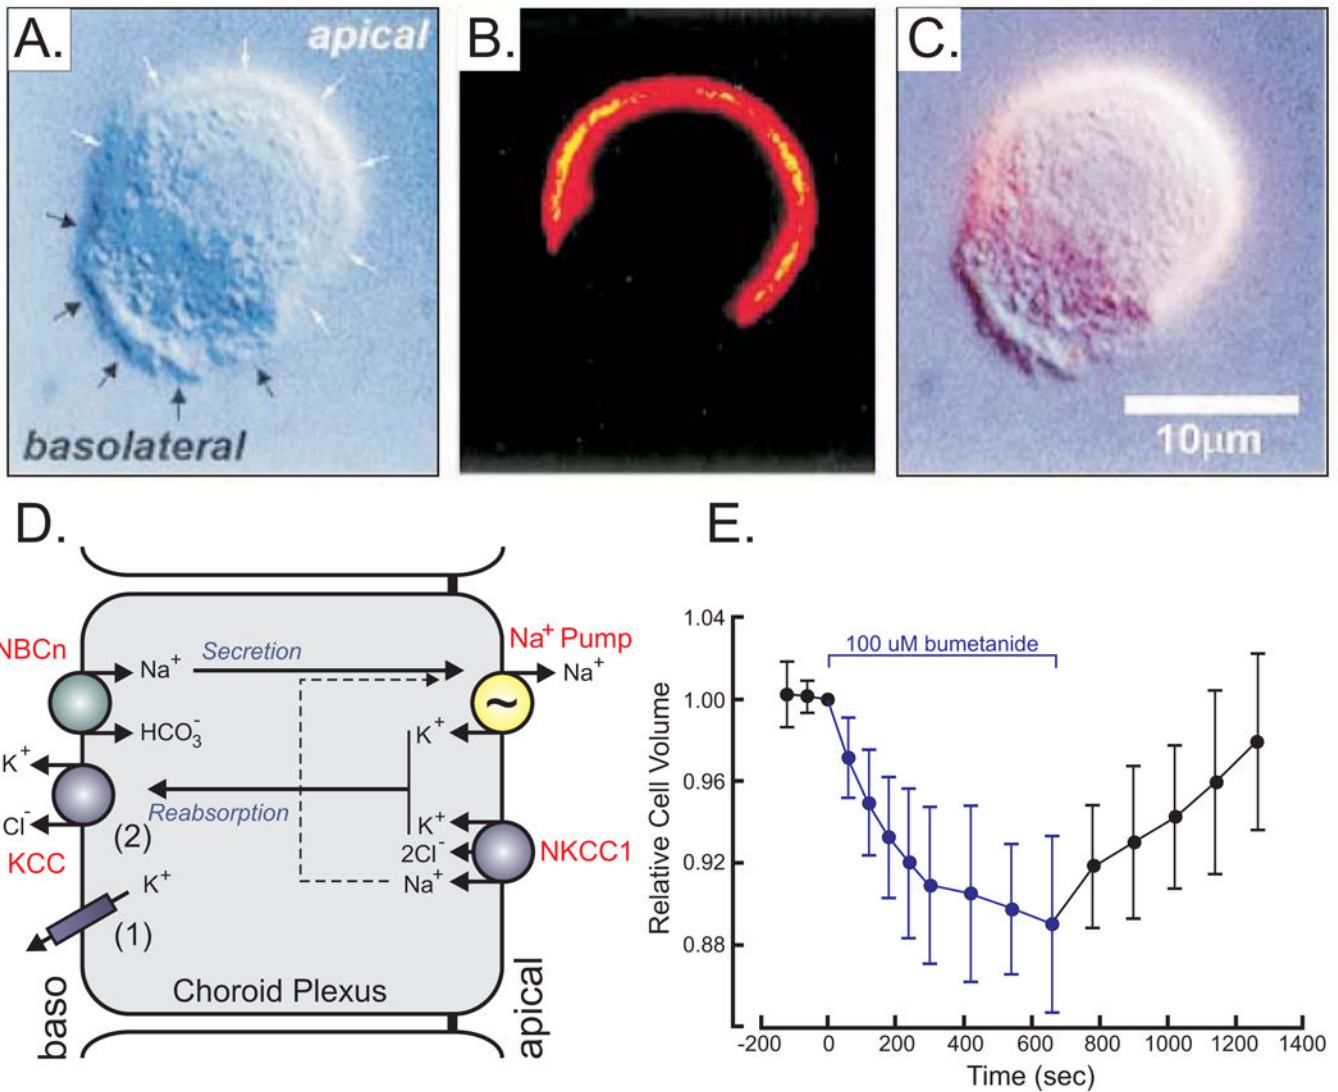 A.
apical
basolateral
B.
C.
10μm
D.
NBCn
Na⁺
Secretion
Na⁺ Pump
Na⁺
~
HCO₃⁻
K⁺
K⁺
Cl⁻
Reabsorption
(2)
KCC
K⁺
2Cl⁻
Na⁺
NKCC1
K⁺
(1)
Choroid Plexus
baso
apical
E.
Relative Cell Volume
1.04
1.00
0.96
0.92
0.88
100 uM bumetanide
-200 0 200 400 600 800 1000 1200 1400
Time (sec)